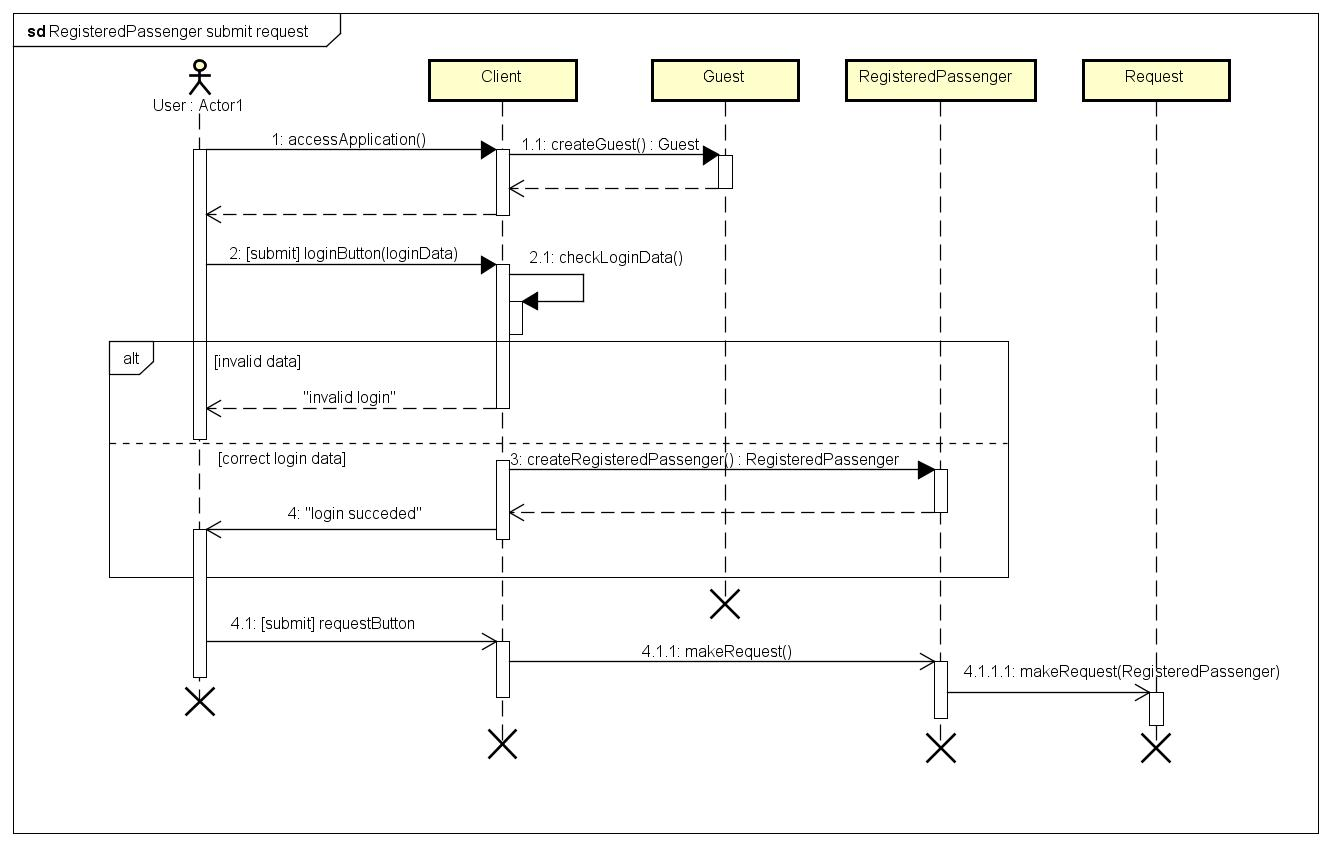 sd RegisteredPassenger submit request
User : Actor1
Client
Guest
RegisteredPassenger
Request
1: accessApplication()
1.1: createGuest() : Guest
2: [submit] loginButton(loginData)
2.1: checkLoginData()
alt
[invalid data]
"invalid login"
[correct login data]
3: createRegisteredPassenger() : RegisteredPassenger
4: "login succeded"
4.1: [submit] requestButton
4.1.1: makeRequest()
4.1.1.1: makeRequest(RegisteredPassenger)